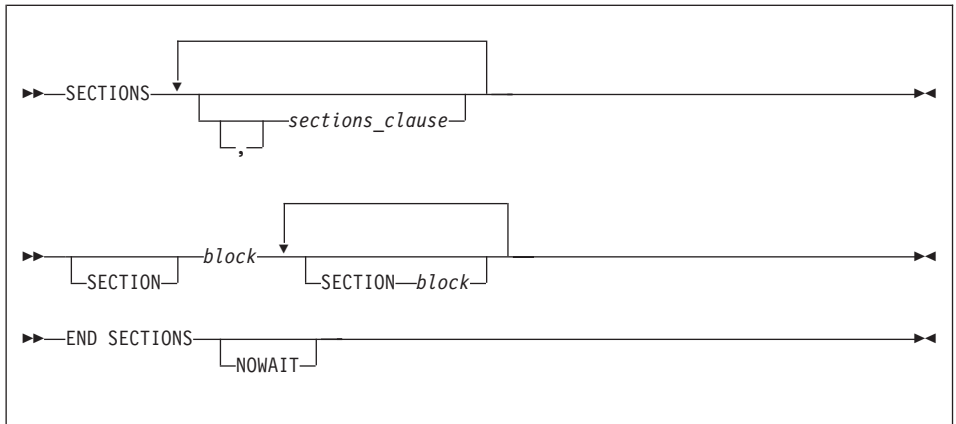 SECTIONS
sections_clause
,
block
SECTION
SECTION block
END SECTIONS
NOWAIT